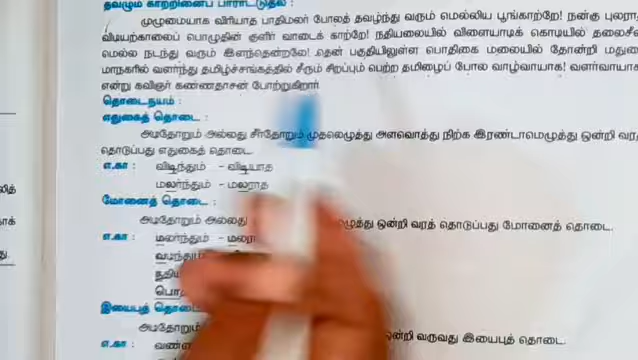 தவழும் காற்றினைப் பாராட்டுதல் :
முழுமையாக விரியாத பாதிமலர் போலத் தவழ்ந்து வரும் மெல்லிய பூங்காற்றே! நன்கு புலரா
விடியற்காலைப் பொழுதின் குளிர் வாடைக் காற்றே! நதியலையில் விளையாடிக் கொடியில் தலைசீ
மெல்ல நடந்து வரும் இளந்தென்றலே! தென் பகுதியிலுள்ள பொதிகை மலையில் தோன்றி மதுரை
மாநகரில் வளர்ந்து தமிழ்ச்சங்கத்தில் சீரும் சிறப்பும் பெற்ற தமிழைப் போல வாழ்வாயாக! வளர்வாயாக
என்று கவிஞர் கண்ணதாசன் போற்றுகிறார்
தொடைநயம் :
எதுகைத் தொடை :
அடிதோறும் அல்லது சீர்தோறும் முதலெழுத்து அளவொத்து நிற்க இரண்டாமெழுத்து ஒன்றி வரத்
தொடுப்பது எதுகைத் தொடை.
எ.கா : விடிந்தும் - விடியாத
மலர்ந்தும் - மலராத
மோனைத் தொடை :
அடிதோறும் அல்லது எழுத்து ஒன்றி வரத் தொடுப்பது மோனைத் தொடை.
எ.கா : மலர்ந்தும் - மலரா
இயைபுத் தொடை
அடிதோறும் ஒன்றி வருவது இயைபுத் தொடை.
எ.கா :